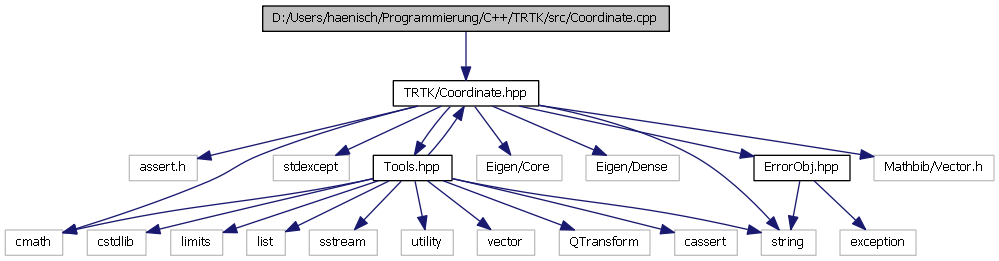 D:/Users/haenisch/Programmierung/C++/TRTK/src/Coordinate.cpp
TRTK/Coordinate.hpp
assert.h
stdexcept
Tools.hpp
Eigen/Core
Eigen/Dense
ErrorObj.hpp
Mathbib/Vector.h
cmath
cstdlib
limits
list
sstream
utility
vector
QTransform
cassert
string
exception